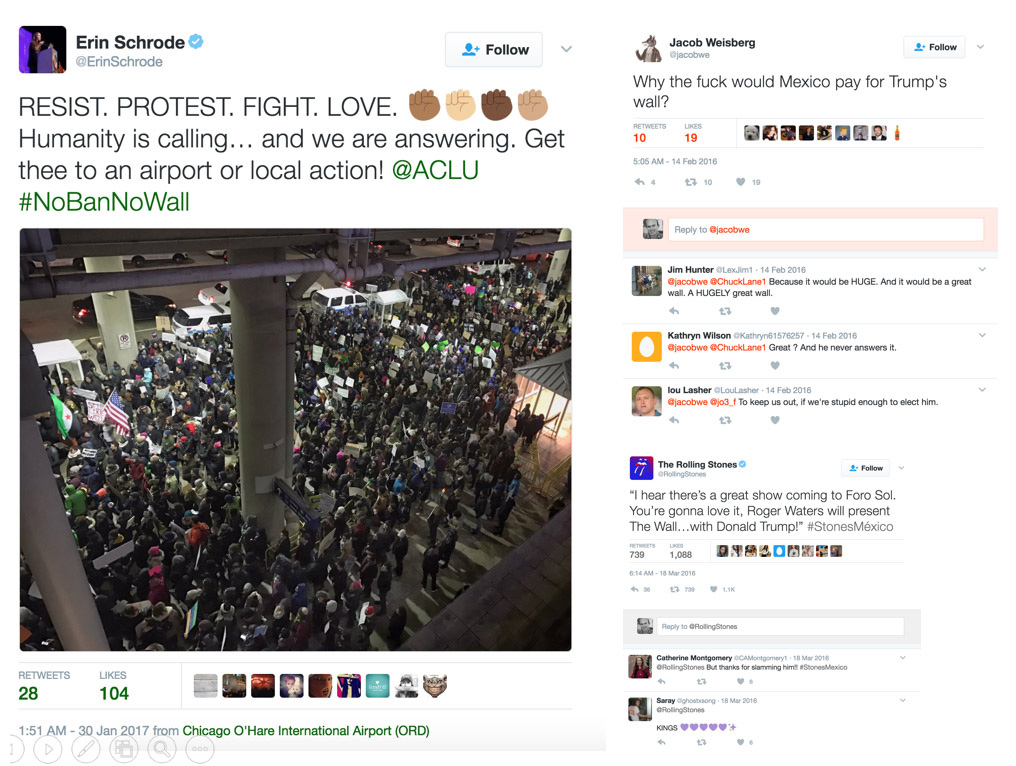 Erin Schrode
@ErinSchrode
Follow
RESIST. PROTEST. FIGHT. LOVE. ✊🏾✊🏼✊🏿✊🏽
Humanity is calling… and we are answering. Get
thee to an airport or local action! @ACLU
#NoBanNoWall
RETWEETS LIKES
28 104
1:51 AM - 30 Jan 2017 from Chicago O'Hare International Airport (ORD)
Jacob Weisberg
@jacobwe
Follow
Why the fuck would Mexico pay for Trump's
wall?
RETWEETS LIKES
10 19
5:05 AM - 14 Feb 2016
4 10 19
Reply to @jacobwe
Jim Hunter @LexJim1 · 14 Feb 2016
@jacobwe @ChuckLane1 Because it would be HUGE. And it would be a great
wall. A HUGELY great wall.
Kathryn Wilson @Kathryn61576257 · 14 Feb 2016
@jacobwe @ChuckLane1 Great ? And he never answers it.
lou Lasher @LouLasher · 14 Feb 2016
@jacobwe @jo3_f To keep us out, if we're stupid enough to elect him.
The Rolling Stones
@RollingStones
Follow
“I hear there's a great show coming to Foro Sol.
You're gonna love it, Roger Waters will present
The Wall…with Donald Trump!” #StonesMéxico
RETWEETS LIKES
739 1,088
6:14 AM - 18 Mar 2016
36 739 1.1K
Reply to @RollingStones
Catherine Montgomery @CAMontgomery1 · 18 Mar 2016
@RollingStones But thanks for slamming him!! #StonesMexico
6
Saray @ghostxsong · 18 Mar 2016
@RollingStones
KINGS 💜💜💜💜💜✨
6